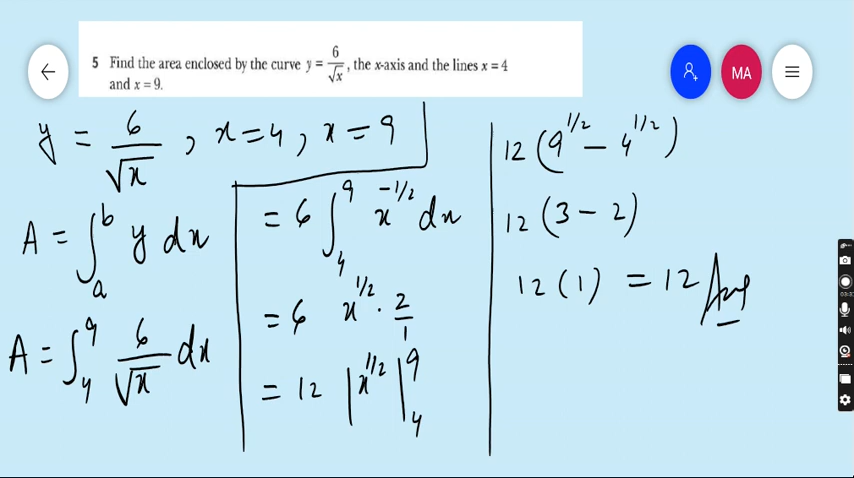 5 Find the area enclosed by the curve y = 6/√x, the x-axis and the lines x = 4
and x = 9.
MA
y = 6/√x, x=4, x=9
A = ∫_a^b y dx
A = ∫_4^9 6/√x dx
= 6 ∫_4^9 x^{-1/2} dx
= 6 x^{1/2} · 2/1
= 12 |x^{1/2}|_4^9
12 (9^{1/2} - 4^{1/2})
12 (3 - 2)
12 (1) = 12 Ans